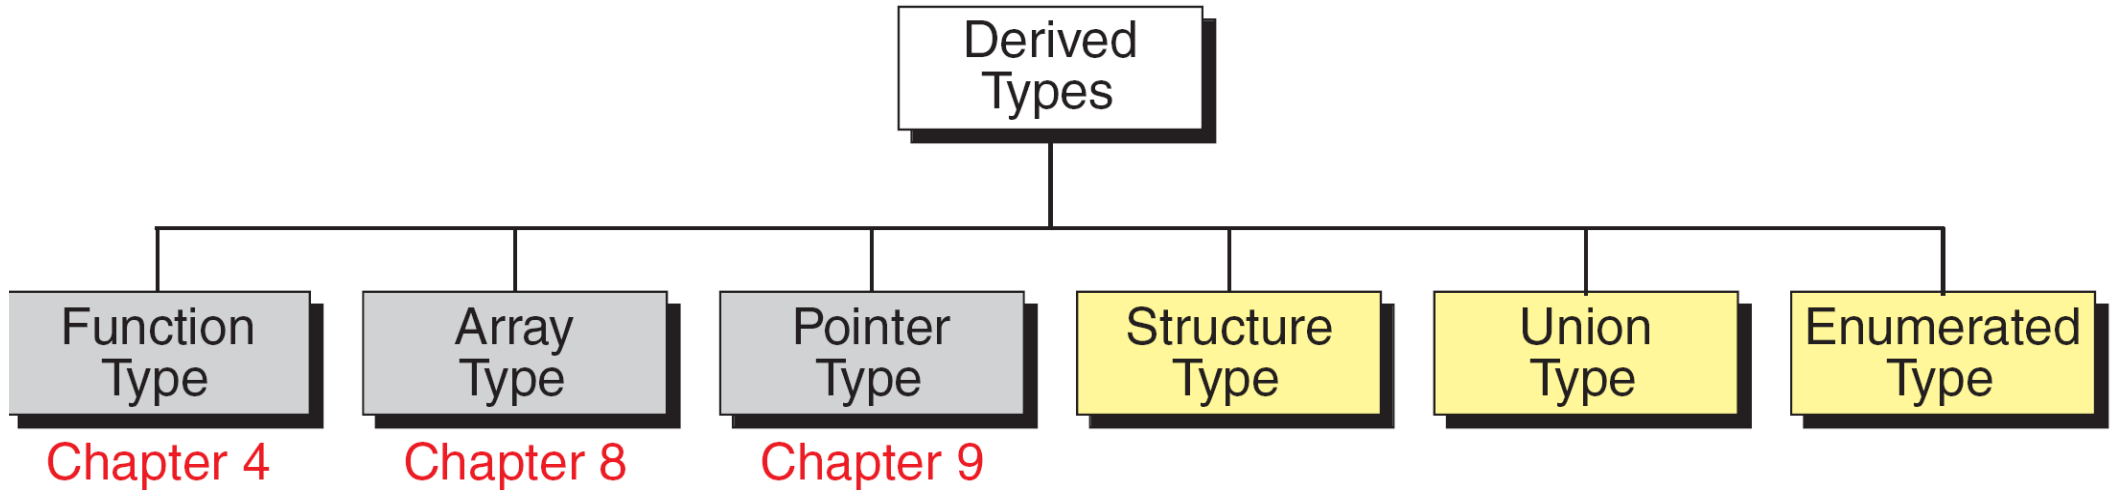 Derived
Types
Function
Type
Array
Type
Pointer
Type
Structure
Type
Union
Type
Enumerated
Type
Chapter 4
Chapter 8
Chapter 9